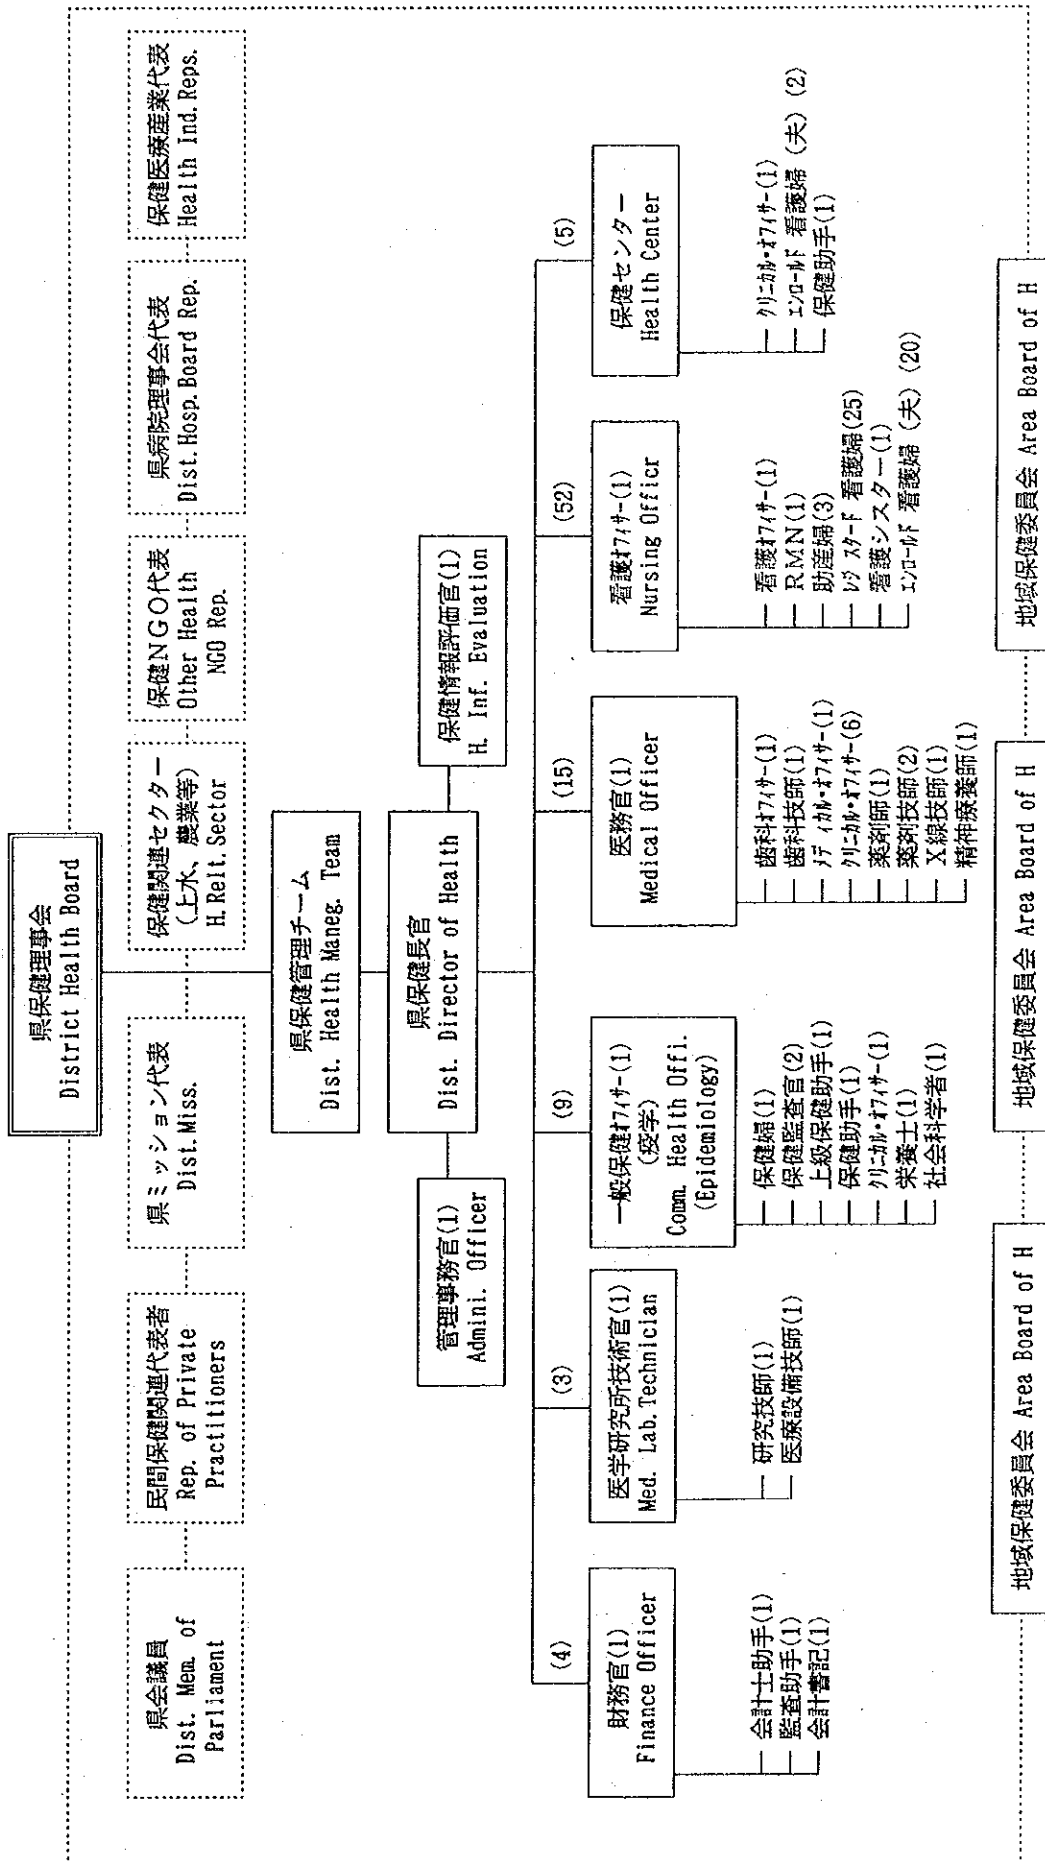 県保健理事会
District Health Board
県会議員
Dist. Mem. of
Parliament
民間保健関連代表者
Rep. of Private
Practitioners
県ミッション代表
Dist.Miss.
保健関連セクター
(上水、農業等)
H. Relt. Sector
保健NGO代表
Other Health
NGO Rep.
県病院理事会代表
Dist.Hosp.Board Rep.
保健医療産業代表
Health Ind.Reps.
県保健管理チーム
Dist. Health Maneg. Team
県保健長官
Dist. Director of Health
管理事務官(1)
Admini. Officer
保健情報評価官(1)
H. Inf. Evaluation
(4)
財務官(1)
Finance Officer
会計士助手(1)
監査助手(1)
会計書記(1)
(3)
医学研究所技術官(1)
Med. Lab.Technician
研究技師(1)
医療設備技師(1)
(9)
一般保健オフィサー(1)
(疫学)
Comm. Health Offi.
(Epidemiology)
保健婦(1)
保健監査官(2)
上級保健助手(1)
保健助手(1)
クリニカル・オフィサー(1)
栄養士(1)
社会科学者(1)
(15)
医務官(1)
Medical Officer
歯科オフィサー(1)
歯科技師(1)
メディカル・オフィサー(1)
クリニカル・オフィサー(6)
薬剤師(1)
薬剤技師(2)
X線技師(1)
精神療養師(1)
(52)
看護オフィサー(1)
Nursing Officr
看護オフィサー(1)
RMN(1)
助産婦(3)
レジスタード 看護婦(25)
看護シスター(1)
エンロールド 看護婦(夫)(20)
(5)
保健センター
Health Center
クリニカル・オフィサー(1)
エンロールド 看護婦(夫)(2)
保健助手(1)
地域保健委員会 Area Board of H
地域保健委員会 Area Board of H
地域保健委員会 Area Board of H